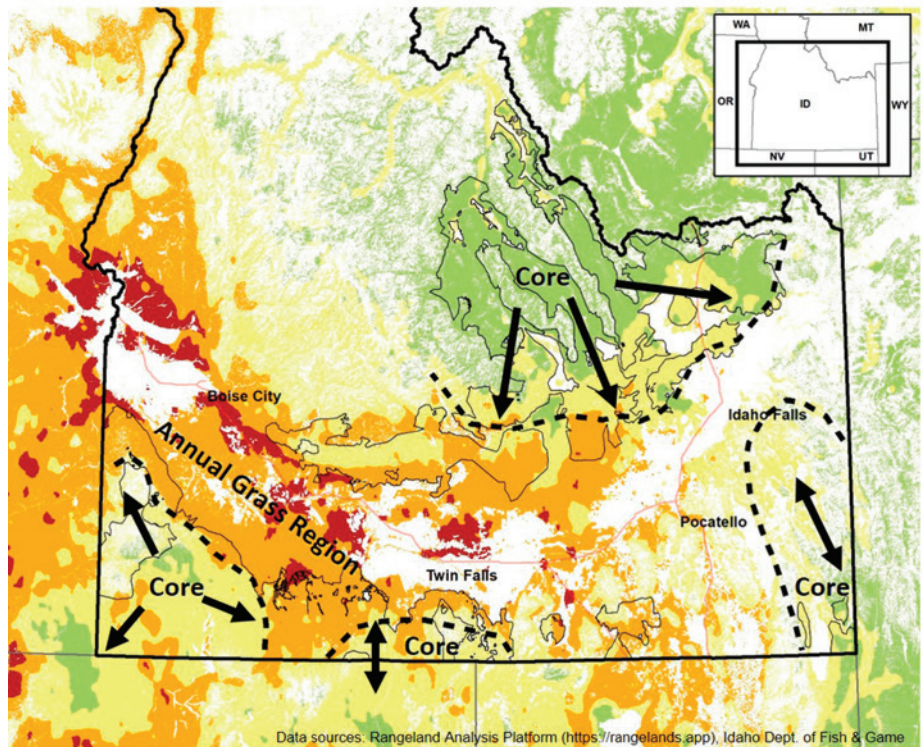 WA
MT
OR
ID
WY
NV
UT
Core
Boise City
Idaho Falls
Annual Grass Region
Pocatello
Twin Falls
Core
Core
Core
Data sources: Rangeland Analysis Platform (https://rangelands.app), Idaho Dept. of Fish & Game